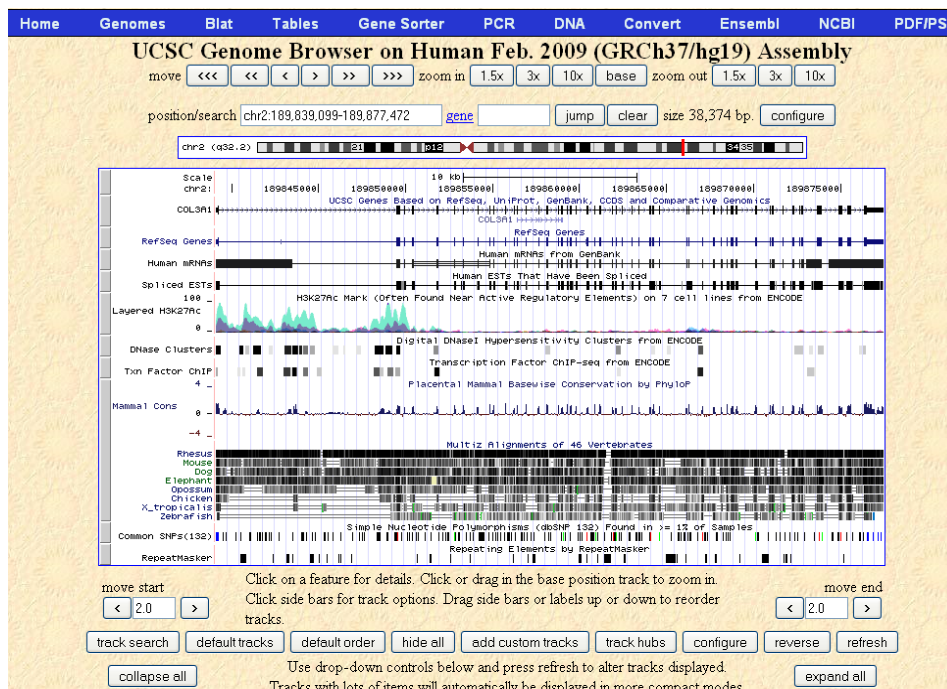 Home Genomes Blat Tables Gene Sorter PCR DNA Convert Ensembl NCBI PDF/PS
UCSC Genome Browser on Human Feb. 2009 (GRCh37/hg19) Assembly
move <<< << < > >> >>> zoom in 1.5x 3x 10x base zoom out 1.5x 3x 10x
position/search chr2:189,839,099-189,877,472 gene jump clear size 38,374 bp. configure
chr2 (q32.2) 21 p12 34 35
Scale 10 kb
chr2: 189845000 189850000 189855000 189860000 189865000 189870000 189875000
UCSC Genes Based on RefSeq, UniProt, GenBank, CCDS and Comparative Genomics
COL3A1
COL3A1
RefSeq Genes
RefSeq Genes
Human mRNAs from GenBank
Human mRNAs
Human ESTs That Have Been Spliced
Spliced ESTs
100 H3K27Ac Mark (Often Found Near Active Regulatory Elements) on 7 cell lines from ENCODE
Layered H3K27Ac
0
Digital DNaseI Hypersensitivity Clusters from ENCODE
DNase Clusters
Transcription Factor ChIP-seq from ENCODE
Txn Factor ChIP
4 Placental Mammal Basewise Conservation by PhyloP
Mammal Cons
0
-4
Multiz Alignments of 46 Vertebrates
Rhesus
Mouse
Dog
Elephant
Opossum
Chicken
X_tropicalis
Zebrafish
Simple Nucleotide Polymorphisms (dbSNP 132) Found in >= 1% of Samples
Common SNPs(132)
Repeating Elements by RepeatMasker
RepeatMasker
move start Click on a feature for details. Click or drag in the base position track to zoom in. move end
< 2.0 > Click side bars for track options. Drag side bars or labels up or down to reorder < 2.0 >
tracks.
track search default tracks default order hide all add custom tracks track hubs configure reverse refresh
collapse all Use drop-down controls below and press refresh to alter tracks displayed. expand all
Tracks with lots of items will automatically be displayed in more compact modes.